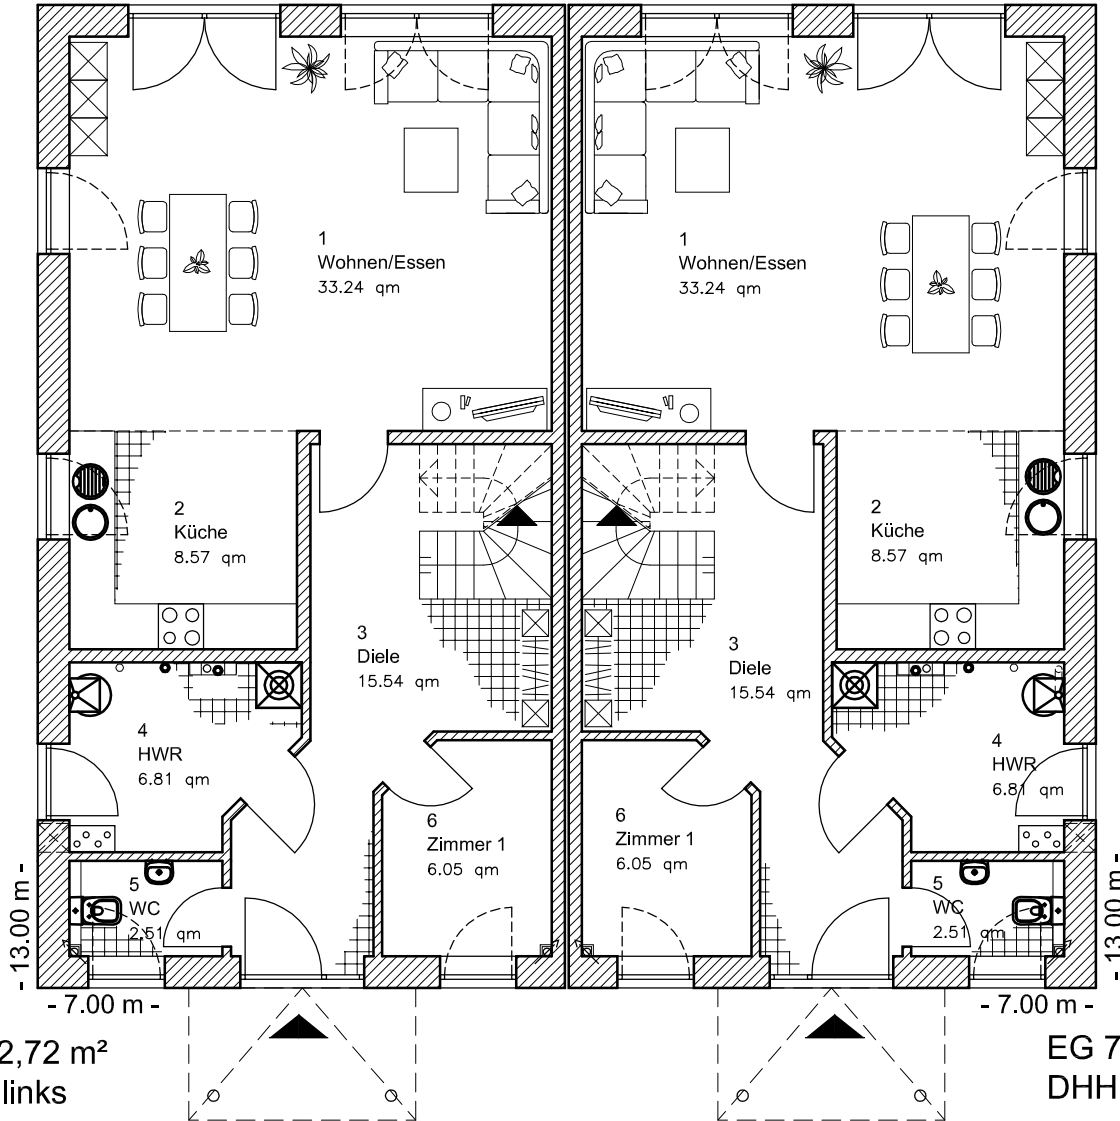 1
Wohnen/Essen
33.24 qm
1
Wohnen/Essen
33.24 qm
2
Küche
8.57 qm
2
Küche
8.57 qm
3
Diele
15.54 qm
3
Diele
15.54 qm
4
HWR
6.81 qm
4
HWR
6.81 qm
6
Zimmer 1
6.05 qm
6
Zimmer 1
6.05 qm
5
WC
2.51 qm
5
WC
2.51 qm
- 13.00 m -
- 13.00 m -
- 7.00 m -
- 7.00 m -
2,72 m²
links
EG 7
DHH